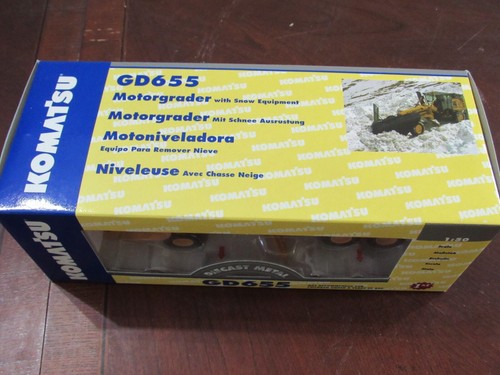 KOMATSU
GD655
Motorgrader with Snow Equipment
Motorgrader Mit Schnee Ausrüstung
Motoniveladora
Equipo Para Remover Nieve
Niveleuse Avec Chasse Neige
KOMATSU
1:50
DIECAST METAL
GD655